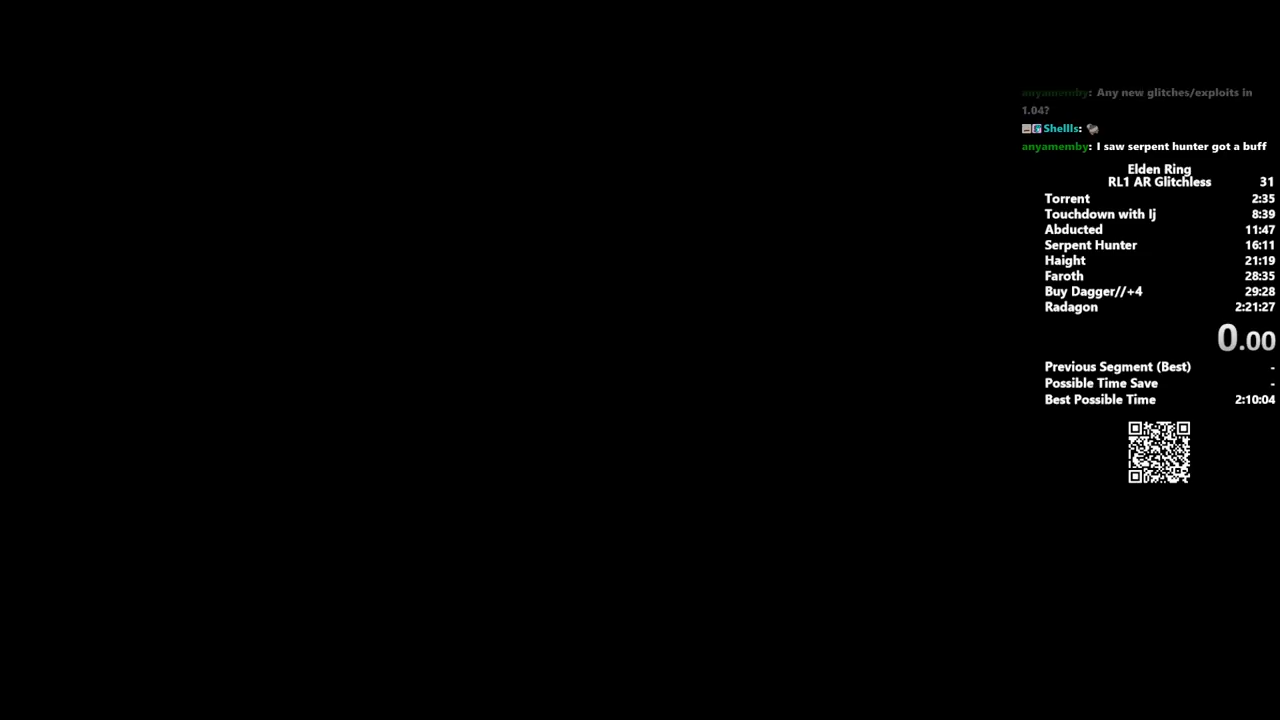 anyamemby: Any new glitches/exploits in
1.04?
Shellls:
anyamemby: I saw serpent hunter got a buff
Elden Ring
RL1 AR Glitchless 31
Torrent 2:35
Touchdown with Ij 8:39
Abducted 11:47
Serpent Hunter 16:11
Haight 21:19
Faroth 28:35
Buy Dagger//+4 29:28
Radagon 2:21:27
0.00
Previous Segment (Best) -
Possible Time Save -
Best Possible Time 2:10:04